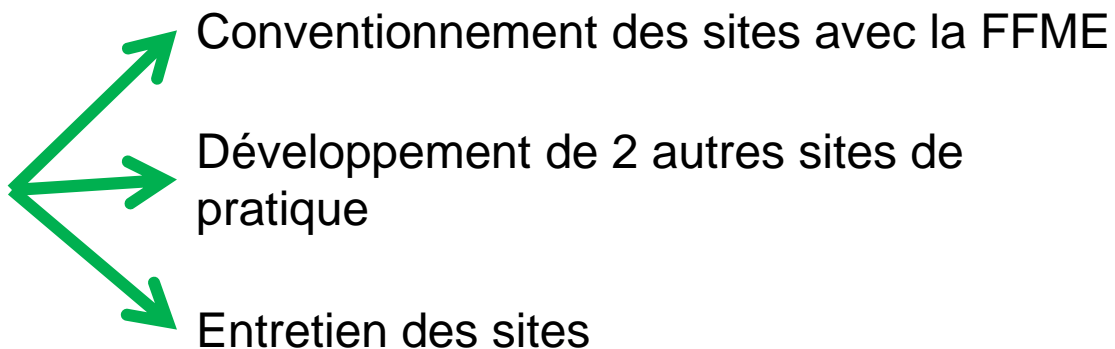 Conventionnement des sites avec la FFME
Développement de 2 autres sites de
pratique
Entretien des sites